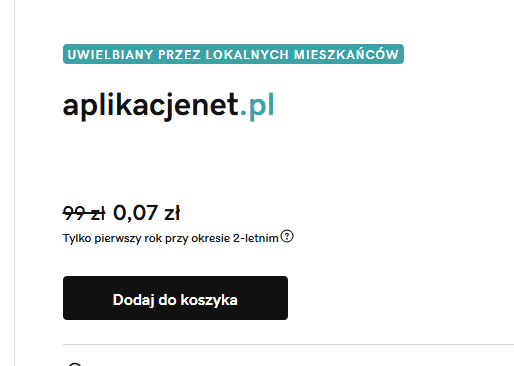 UWIELBIANY PRZEZ LOKALNYCH MIESZKAŃCÓW
aplikacjenet.pl
99 zł 0,07 zł
Tylko pierwszy rok przy okresie 2-letnim ?
Dodaj do koszyka